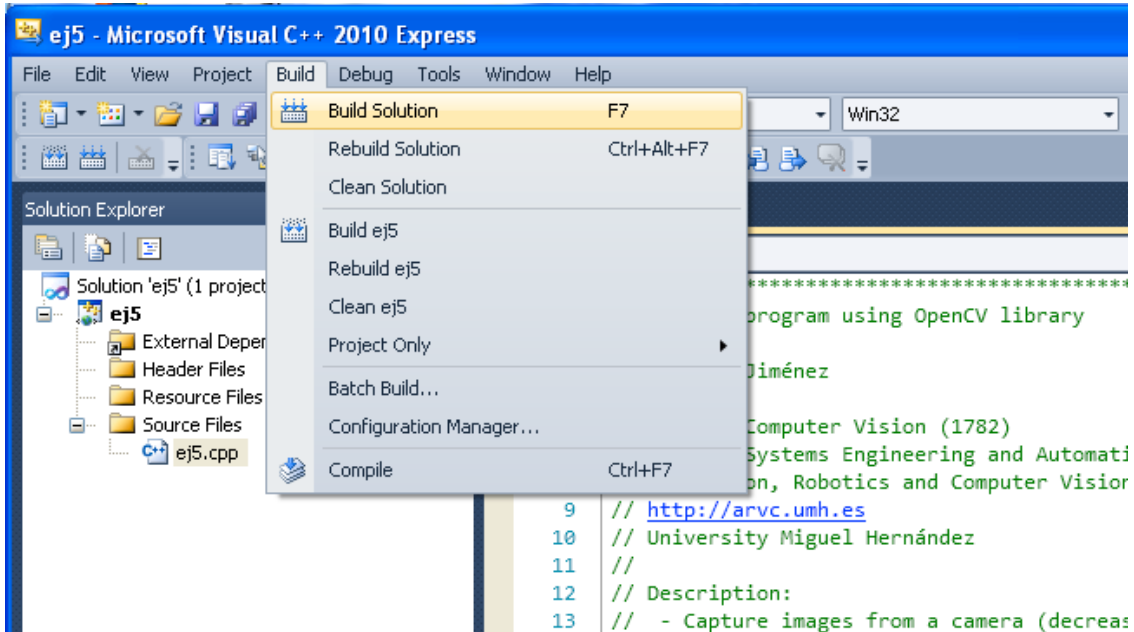 ej5 - Microsoft Visual C++ 2010 Express
File Edit View Project Build Debug Tools Window Help
Build Solution F7
Win32
Rebuild Solution Ctrl+Alt+F7
Clean Solution
Solution Explorer
Build ej5
Rebuild ej5
Solution 'ej5' (1 project
*************************************
Clean ej5
ej5
program using OpenCV library
External Deper
Project Only
Header Files
Jiménez
Resource Files
Batch Build...
Source Files
Configuration Manager...
Computer Vision (1782)
ej5.cpp
Systems Engineering and Automati
Compile Ctrl+F7
on, Robotics and Computer Vision
9 // http://arvc.umh.es
10 // University Miguel Hernández
11 //
12 // Description:
13 // - Capture images from a camera (decreas